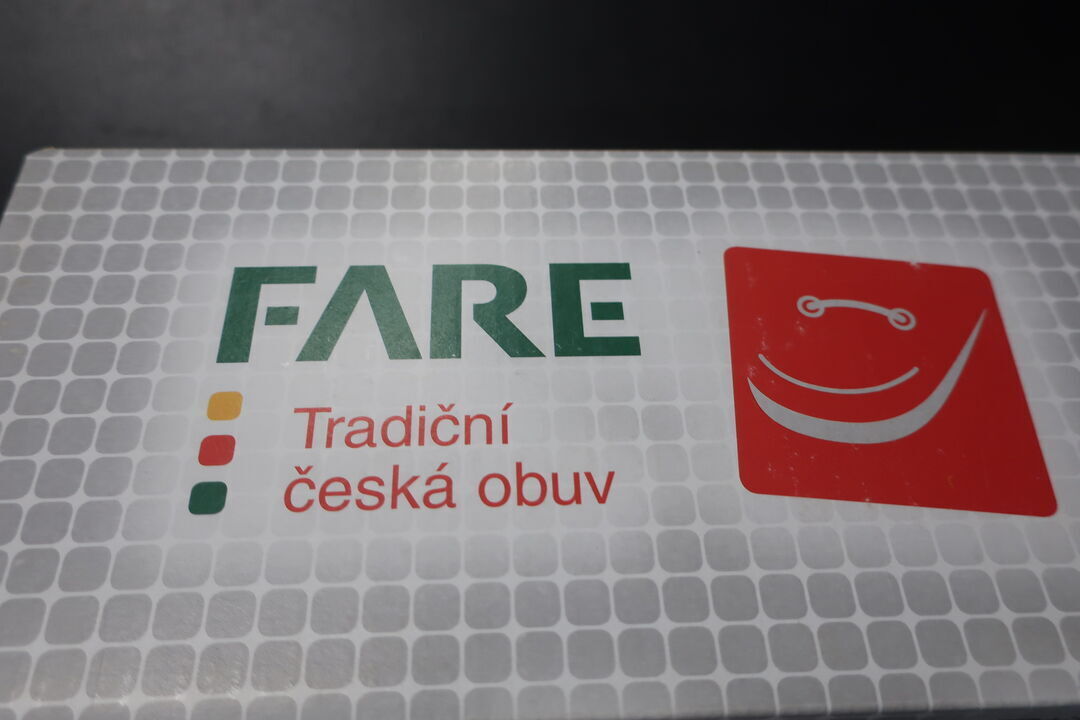 FARE
Tradiční
česká obuv